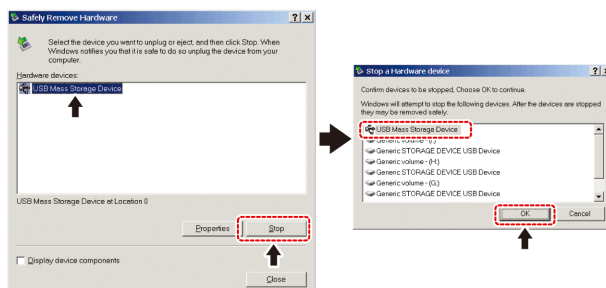 Safely Remove Hardware
Select the device you want to unplug or eject, and then click Stop. When
Windows notifies you that it is safe to do so unplug the device from your
computer.
Hardware devices:
USB Mass Storage Device
USB Mass Storage Device at Location 0
Properties
Stop
Display device components
Close
Stop a Hardware device
Confirm devices to be stopped, Choose OK to continue.
Windows will attempt to stop the following devices. After the devices are stopped
they may be removed safely.
USB Mass Storage Device
Generic volume - (I:)
Generic STORAGE DEVICE USB Device
Generic volume - (H:)
Generic STORAGE DEVICE USB Device
Generic volume - (G:)
Generic STORAGE DEVICE USB Device
OK
Cancel